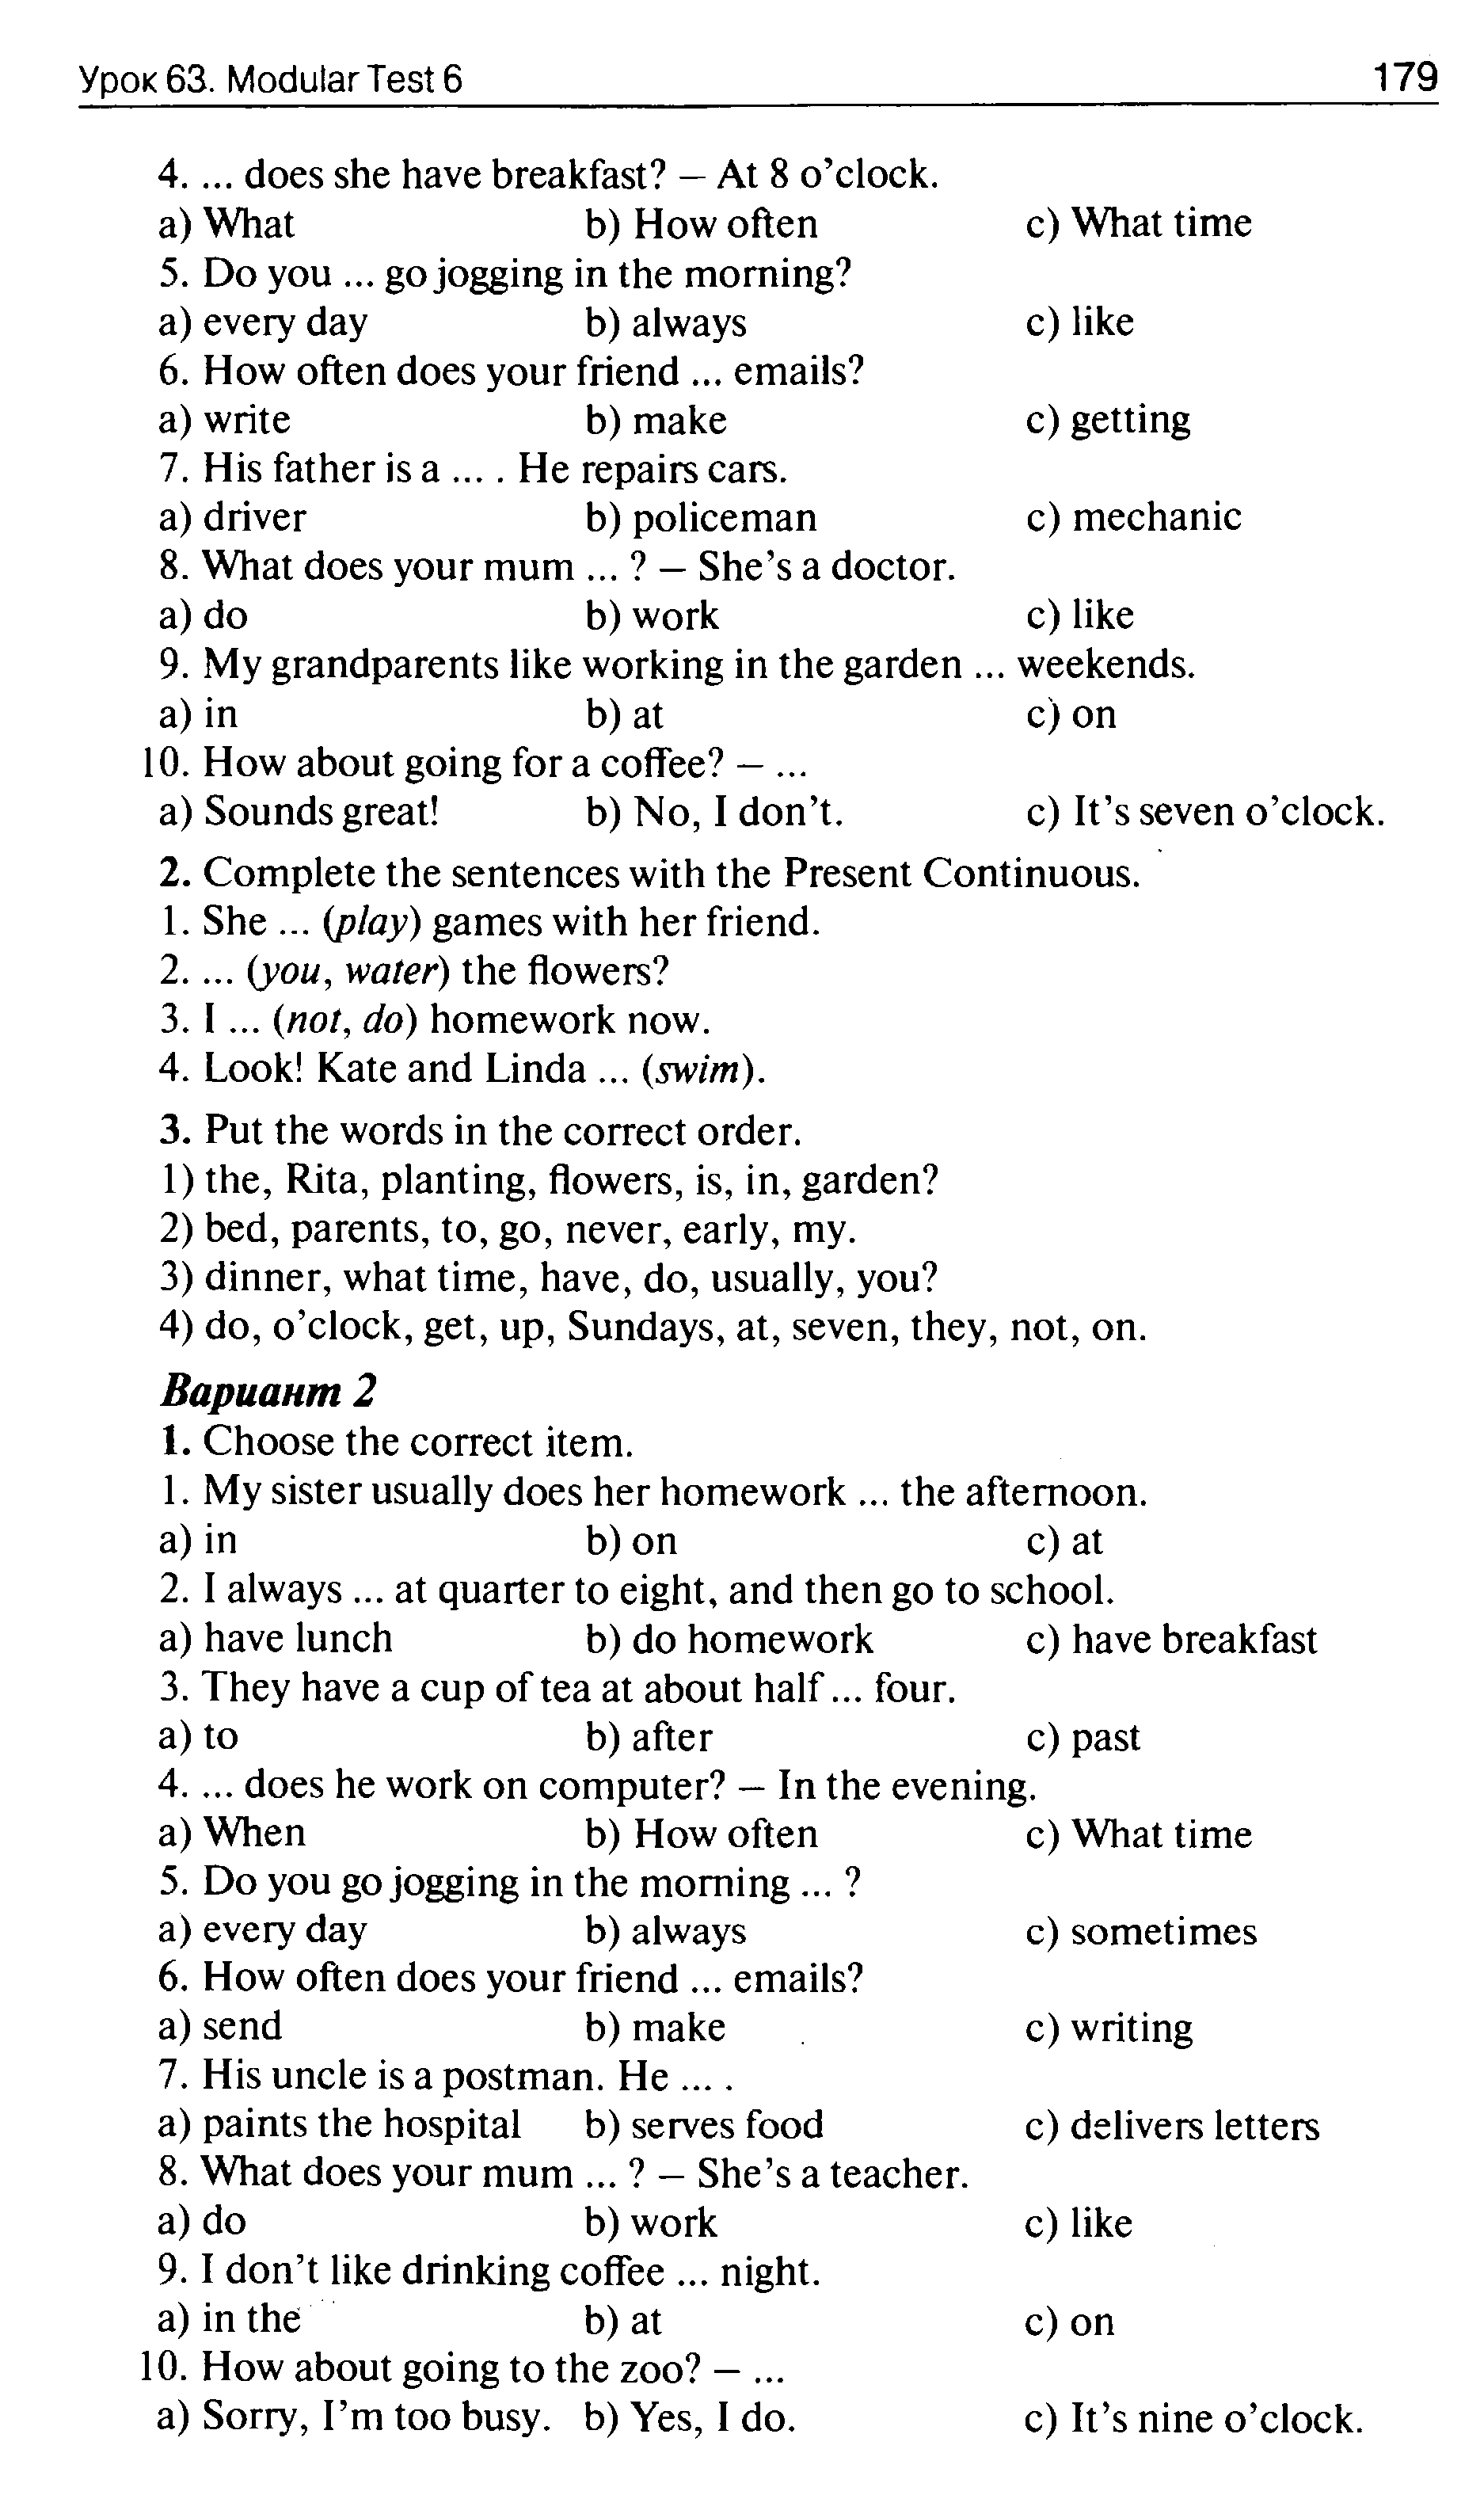 Урок 63. Modular Test 6 179
4. ... does she have breakfast? – At 8 o’clock.
a) What b) How often c) What time
5. Do you ... go jogging in the morning?
a) every day b) always c) like
6. How often does your friend ... emails?
a) write b) make c) getting
7. His father is a ... . He repairs cars.
a) driver b) policeman c) mechanic
8. What does your mum ... ? – She’s a doctor.
a) do b) work c) like
9. My grandparents like working in the garden ... weekends.
a) in b) at c) on
10. How about going for a coffee? – ...
a) Sounds great! b) No, I don’t. c) It’s seven o’clock.
2. Complete the sentences with the Present Continuous.
1. She ... (play) games with her friend.
2. ... (you, water) the flowers?
3. I ... (not, do) homework now.
4. Look! Kate and Linda ... (swim).
3. Put the words in the correct order.
1) the, Rita, planting, flowers, is, in, garden?
2) bed, parents, to, go, never, early, my.
3) dinner, what time, have, do, usually, you?
4) do, o’clock, get, up, Sundays, at, seven, they, not, on.
Вариант 2
1. Choose the correct item.
1. My sister usually does her homework ... the afternoon.
a) in b) on c) at
2. I always ... at quarter to eight, and then go to school.
a) have lunch b) do homework c) have breakfast
3. They have a cup of tea at about half ... four.
a) to b) after c) past
4. ... does he work on computer? – In the evening.
a) When b) How often c) What time
5. Do you go jogging in the morning ... ?
a) every day b) always c) sometimes
6. How often does your friend ... emails?
a) send b) make c) writing
7. His uncle is a postman. He ... .
a) paints the hospital b) serves food c) delivers letters
8. What does your mum ... ? – She’s a teacher.
a) do b) work c) like
9. I don’t like drinking coffee ... night.
a) in the b) at c) on
10. How about going to the zoo? – ...
a) Sorry, I’m too busy. b) Yes, I do. c) It’s nine o’clock.